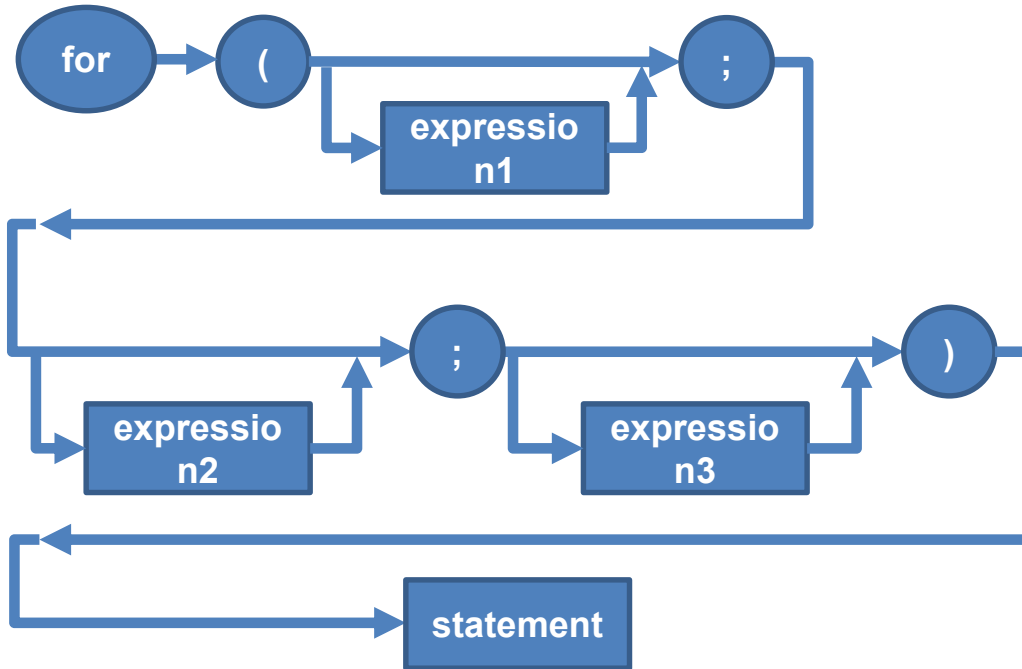 for
(
;
expressio
n1
;
)
expressio
n2
expressio
n3
statement